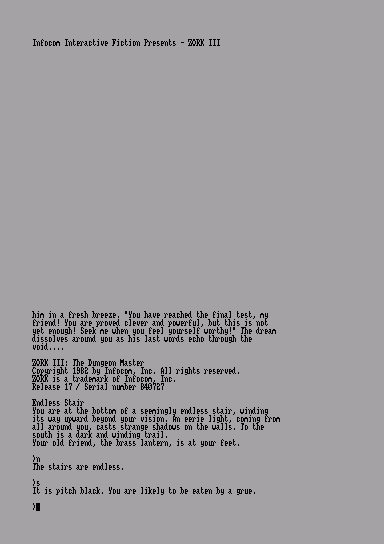 Infocom Interactive Fiction Presents - ZORK III
him in a fresh breeze. "You have reached the final test, my
friend! You are proved clever and powerful, but this is not
yet enough! Seek me when you feel yourself worthy!" The dream
dissolves around you as his last words echo through the
void....
ZORK III: The Dungeon Master
Copyright 1982 by Infocom, Inc. All rights reserved.
ZORK is a trademark of Infocom, Inc.
Release 17 / Serial number 840727
Endless Stair
You are at the bottom of a seemingly endless stair, winding
its way upward beyond your vision. An eerie light, coming from
all around you, casts strange shadows on the walls. To the
south is a dark and winding trail.
Your old friend, the brass lantern, is at your feet.
>n
The stairs are endless.
>s
It is pitch black. You are likely to be eaten by a grue.
>